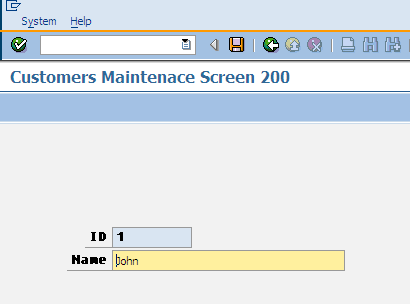 System Help
Customers Maintenace Screen 200
ID 1
Name John